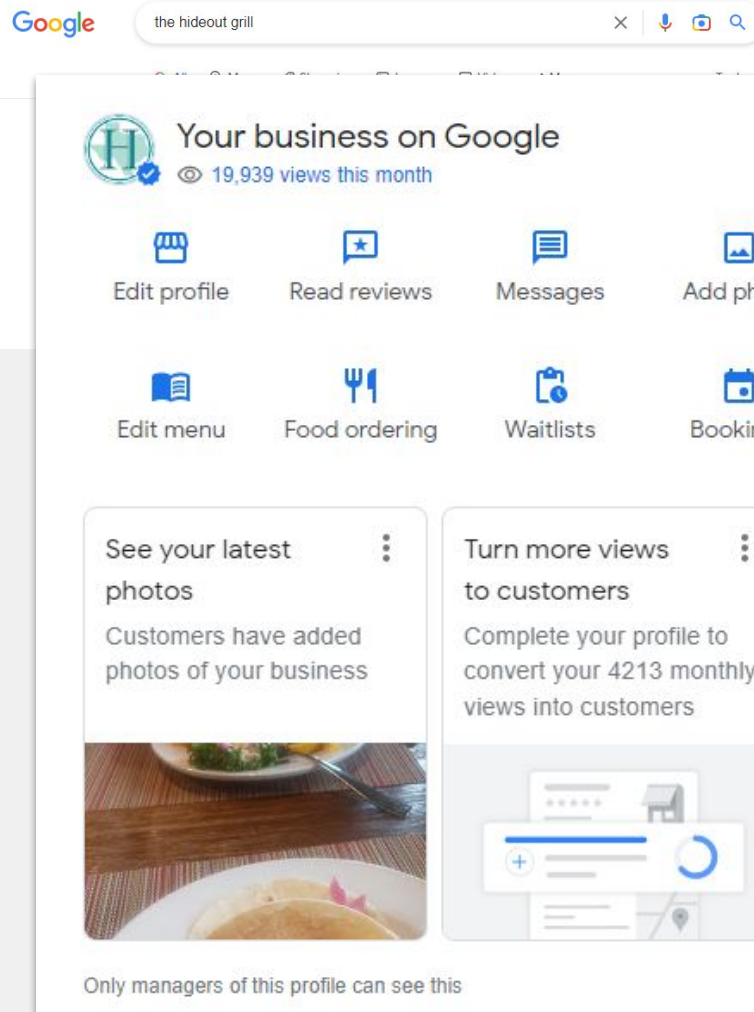 Google
the hideout grill
H
Your business on Google
19,939 views this month
Edit profile
Read reviews
Messages
Add ph
Edit menu
Food ordering
Waitlists
Bookin
See your latest
photos
Customers have added
photos of your business
Turn more views
to customers
Complete your profile to
convert your 4213 monthly
views into customers
Only managers of this profile can see this